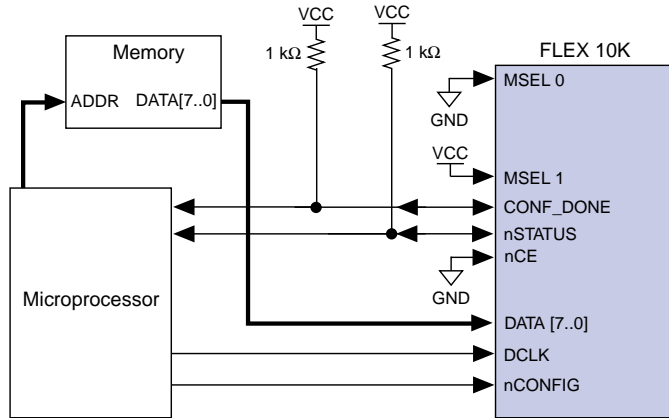 VCC
VCC
1 kΩ
1 kΩ
Memory
ADDR
DATA[7..0]
FLEX 10K
MSEL 0
GND
VCC
MSEL 1
CONF_DONE
nSTATUS
nCE
GND
Microprocessor
DATA [7..0]
DCLK
nCONFIG